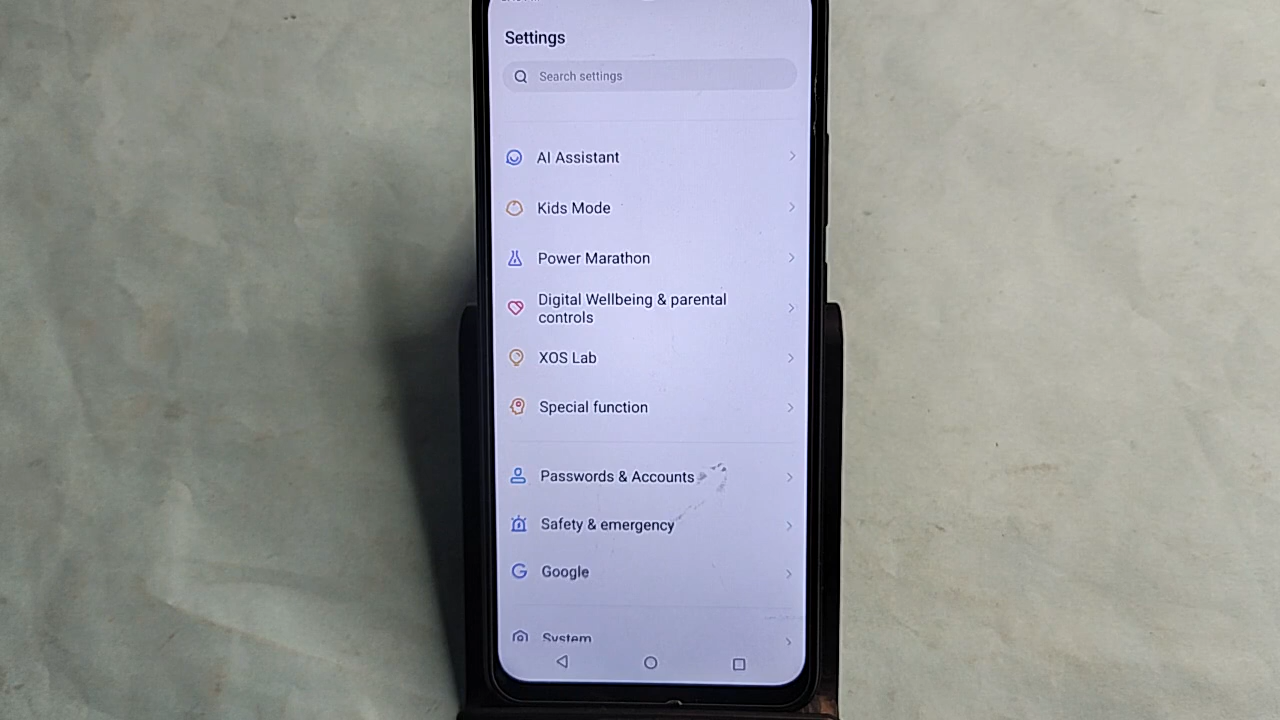 Settings
Search settings
AI Assistant
Kids Mode
Power Marathon
Digital Wellbeing & parental
controls
XOS Lab
Special function
Passwords & Accounts
Safety & emergency
Google
System